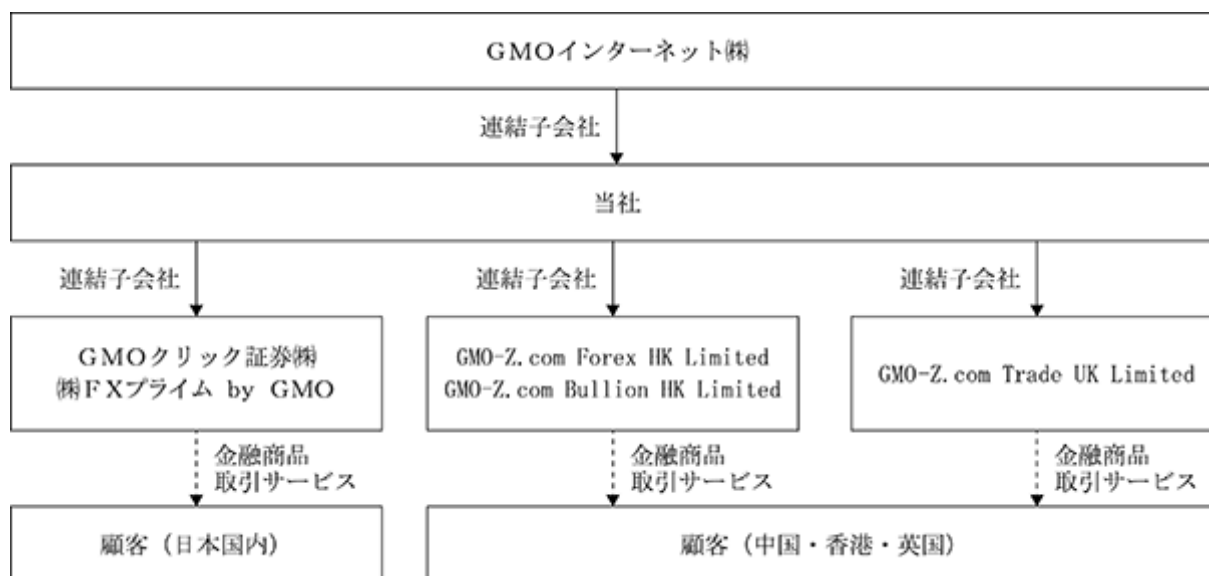 GMOインターネット㈱
連結子会社
当社
連結子会社
連結子会社
連結子会社
GMOクリック証券㈱
㈱FXプライム by GMO
GMO-Z.com Forex HK Limited
GMO-Z.com Bullion HK Limited
GMO-Z.com Trade UK Limited
金融商品
取引サービス
金融商品
取引サービス
金融商品
取引サービス
顧客（日本国内）
顧客（中国・香港・英国）